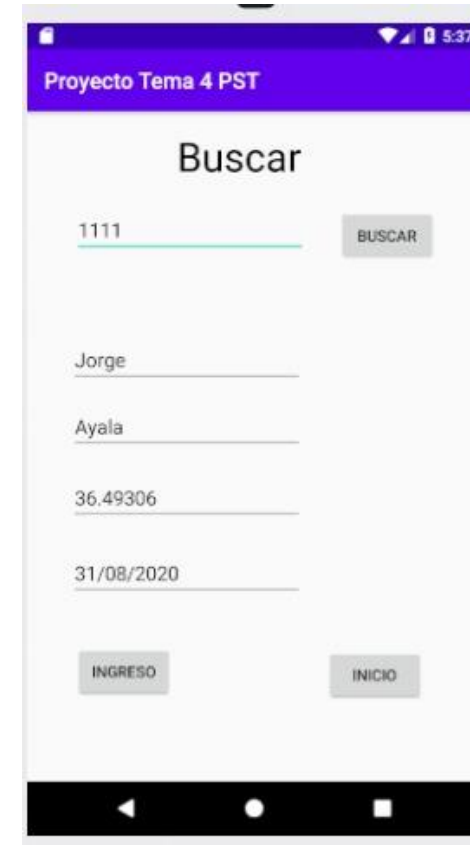 5:37
Proyecto Tema 4 PST
Buscar
1111
BUSCAR
Jorge
Ayala
36.49306
31/08/2020
INGRESO
INICIO